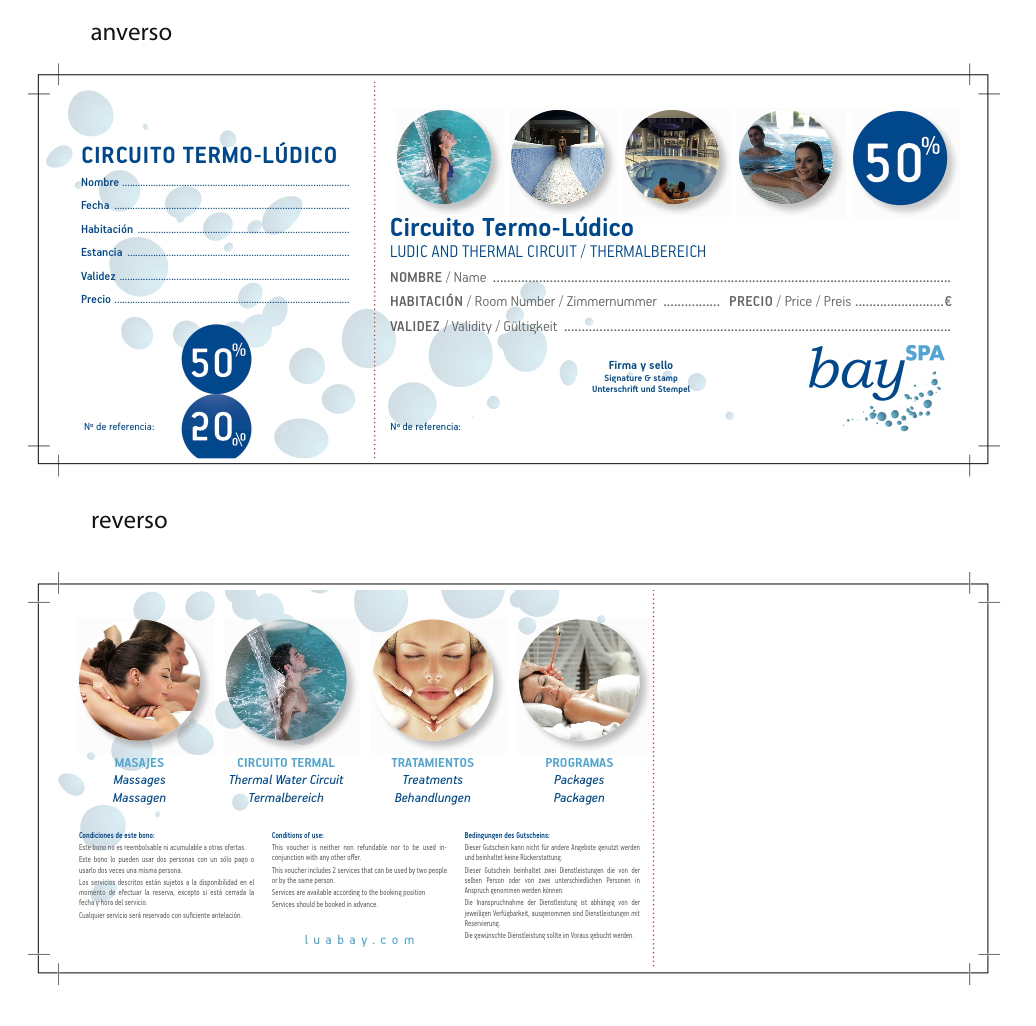 anverso
CIRCUITO TERMO-LÚDICO
Nombre
Fecha
Habitación
Estancia
Validez
Precio
50%
20%
Nº de referencia:
50%
Circuito Termo-Lúdico
LUDIC AND THERMAL CIRCUIT / THERMALBEREICH
NOMBRE / Name
HABITACIÓN / Room Number / Zimmernummer PRECIO / Price / Preis €
VALIDEZ / Validity / Gültigkeit
Firma y sello
Signature & stamp
Unterschrift und Stempel
bay SPA
Nº de referencia:
reverso
MASAJES
Massages
Massagen
CIRCUITO TERMAL
Thermal Water Circuit
Termalbereich
TRATAMIENTOS
Treatments
Behandlungen
PROGRAMAS
Packages
Packagen
Condiciones de este bono:
Este bono no es reembolsable ni acumulable a otras ofertas.
Este bono lo pueden usar dos personas con un sólo pago o
usarlo dos veces una misma persona.
Los servicios descritos están sujetos a la disponibilidad en el
momento de efectuar la reserva, excepto si está cerrada la
fecha y hora del servicio.
Cualquier servicio será reservado con suficiente antelación.
Conditions of use:
This voucher is neither non refundable nor to be used in-
conjunction with any other offer.
This voucher includes 2 services that can be used by two people
or by the same person.
Services are available according to the booking position
Services should be booked in advance.
Bedingungen des Gutscheins:
Dieser Gutschein kann nicht für andere Angebote genutzt werden
und beinhaltet keine Rückerstattung.
Dieser Gutschein beinhaltet zwei Dienstleistungen die von der
selben Person oder von zwei unterschiedlichen Personen in
Anspruch genommen werden können.
Die Inanspruchnahme der Dienstleistung ist abhängig von der
jeweiligen Verfügbarkeit, ausgenommen sind Dienstleistungen mit
Reservierung.
Die gewünschte Dienstleistung sollte im Voraus gebucht werden.
luabay.com